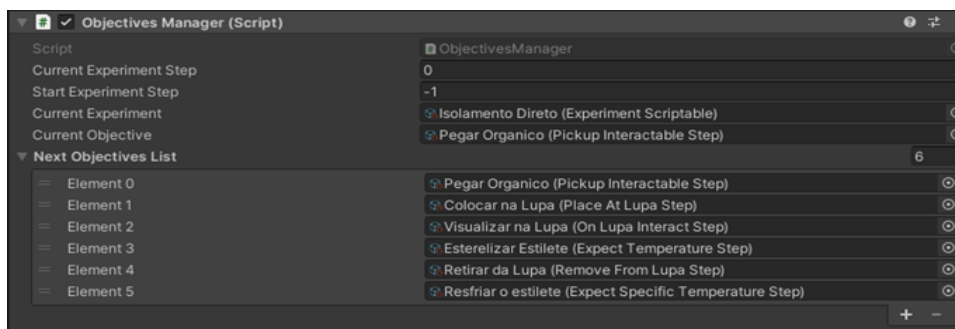 Objectives Manager (Script)
Script ObjectivesManager
Current Experiment Step 0
Start Experiment Step -1
Current Experiment Isolamento Direto (Experiment Scriptable)
Current Objective Pegar Organico (Pickup Interactable Step)
Next Objectives List 6
Element 0 Pegar Organico (Pickup Interactable Step)
Element 1 Colocar na Lupa (Place At Lupa Step)
Element 2 Visualizar na Lupa (On Lupa Interact Step)
Element 3 Esterelizar Estilete (Expect Temperature Step)
Element 4 Retirar da Lupa (Remove From Lupa Step)
Element 5 Resfriar o estilete (Expect Specific Temperature Step)